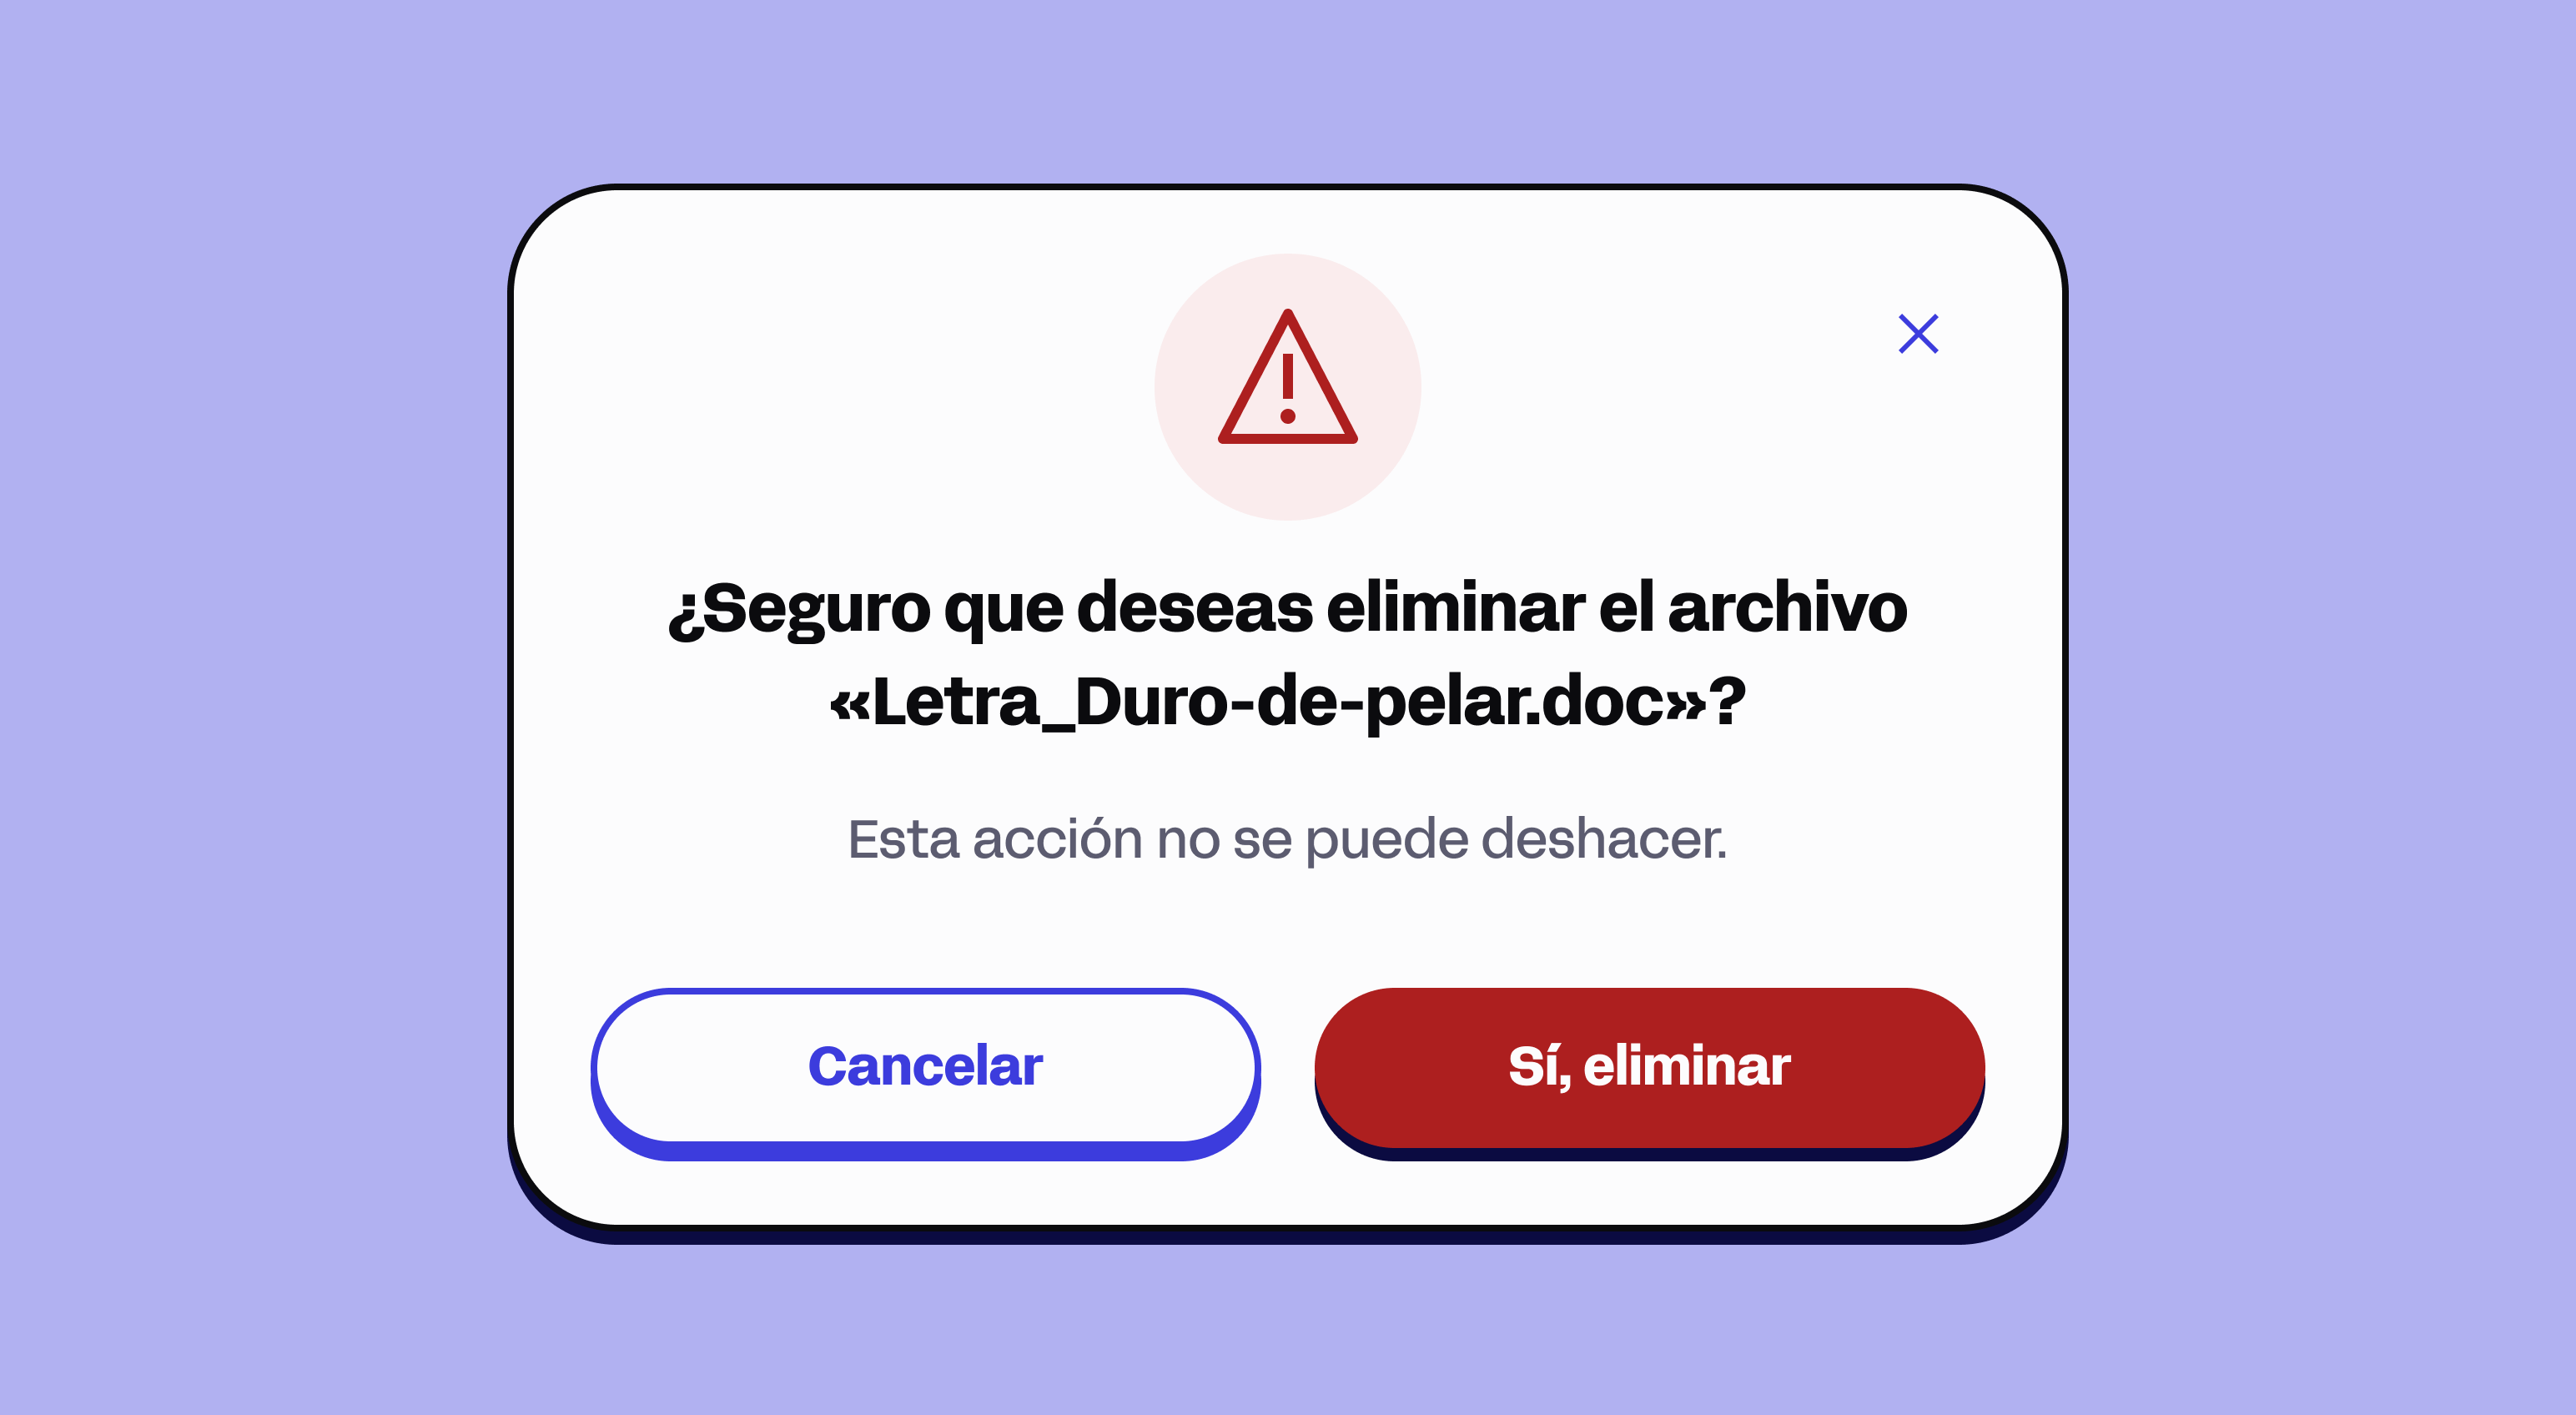 ¿Seguro que deseas eliminar el archivo
«Letra_Duro-de-pelar.doc»?
Esta acción no se puede deshacer.
Cancelar
Sí, eliminar